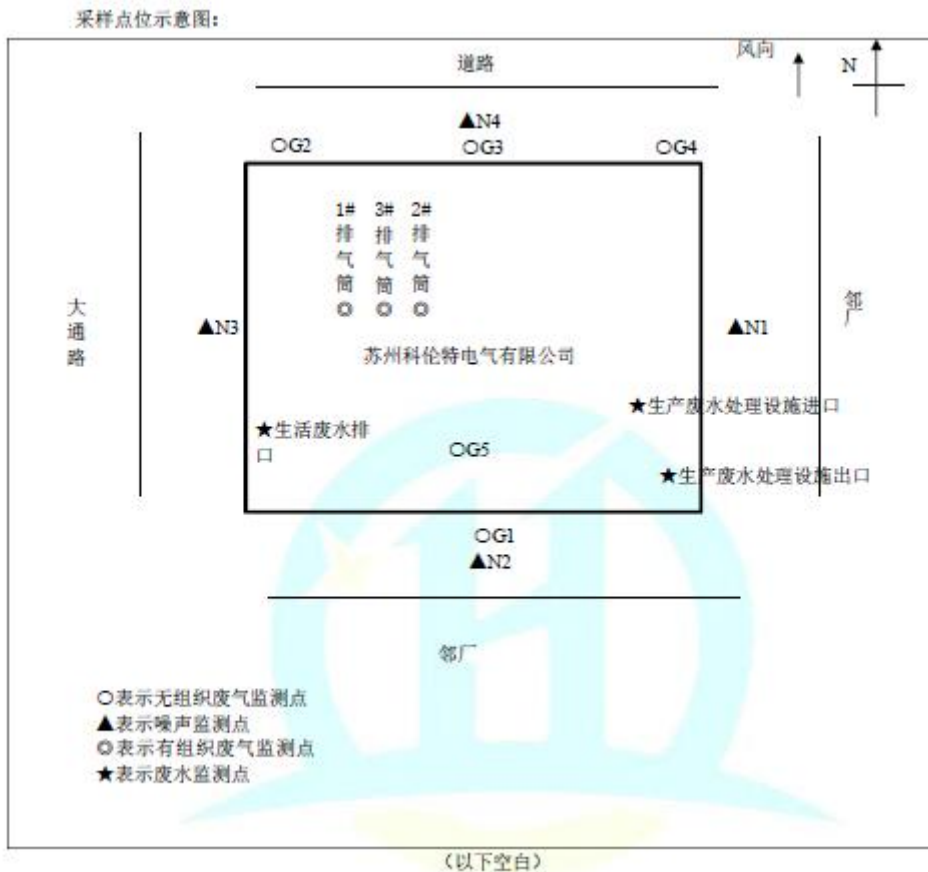 采样点位示意图：
道路
风向
N
▲N4
○G2
○G3
○G4
1#排气筒◎
3#排气筒◎
2#排气筒◎
大通路
▲N3
▲N1
邻厂
苏州科伦特电气有限公司
★生产废水处理设施进口
★生活废水排
口
○G5
★生产废水处理设施出口
○G1
▲N2
邻厂
○表示无组织废气监测点
▲表示噪声监测点
◎表示有组织废气监测点
★表示废水监测点
（以下空白）